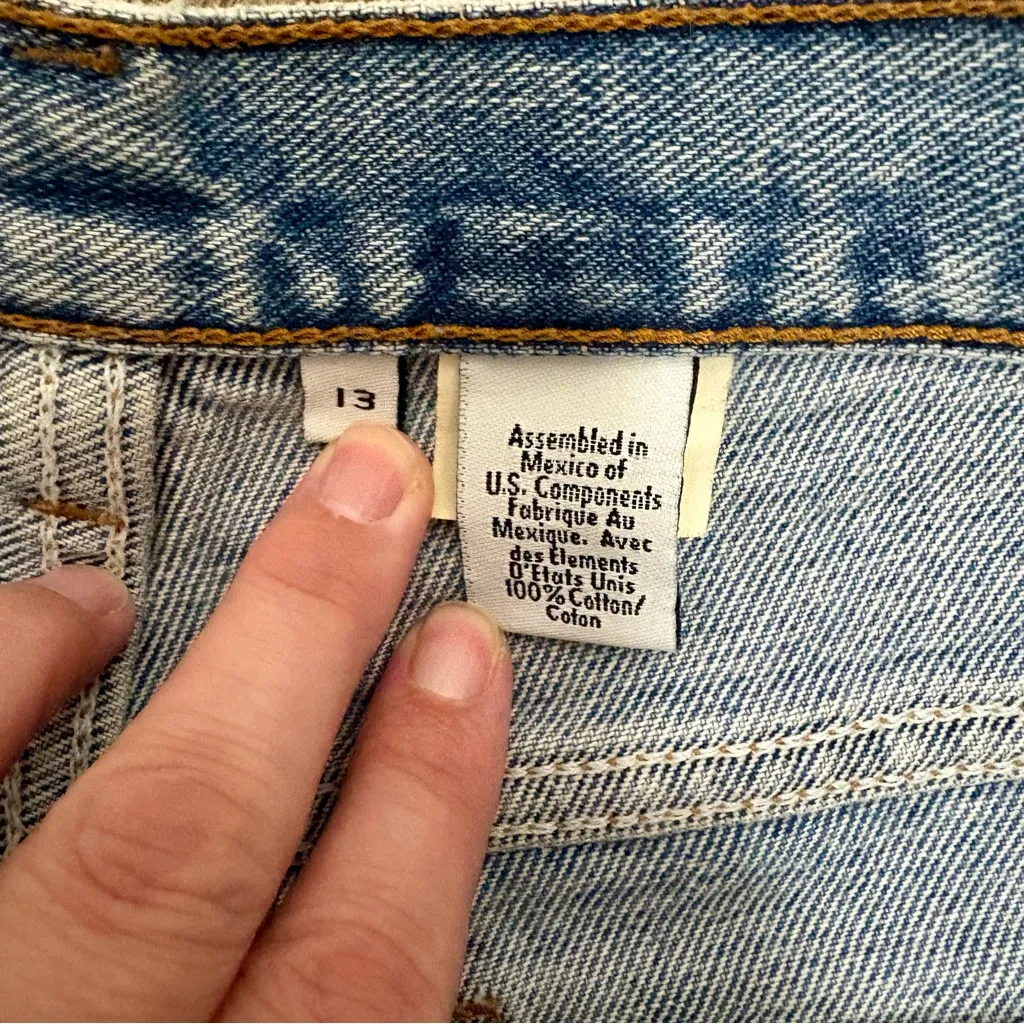 13
Assembled in
Mexico of
U.S. Components
Fabrique Au
Mexique. Avec
des Elements
D'Etats Unis
100% Cotton/
Coton